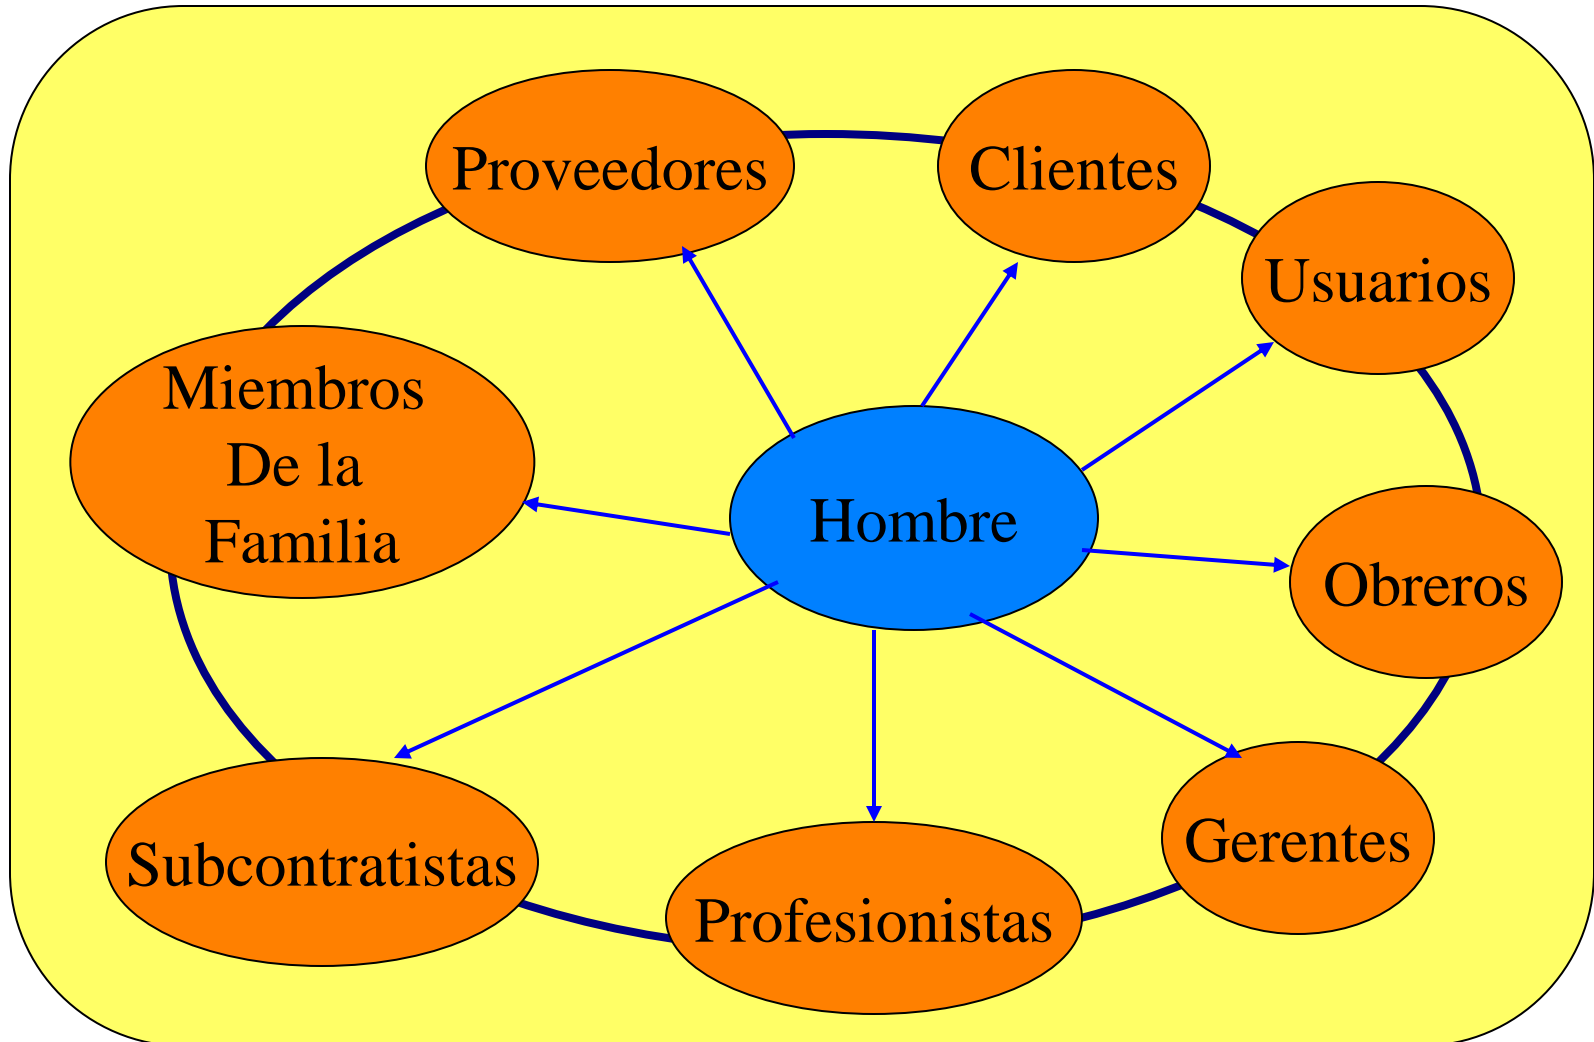 Proveedores
Clientes
Usuarios
Miembros
De la
Familia
Hombre
Obreros
Gerentes
Subcontratistas
Profesionistas